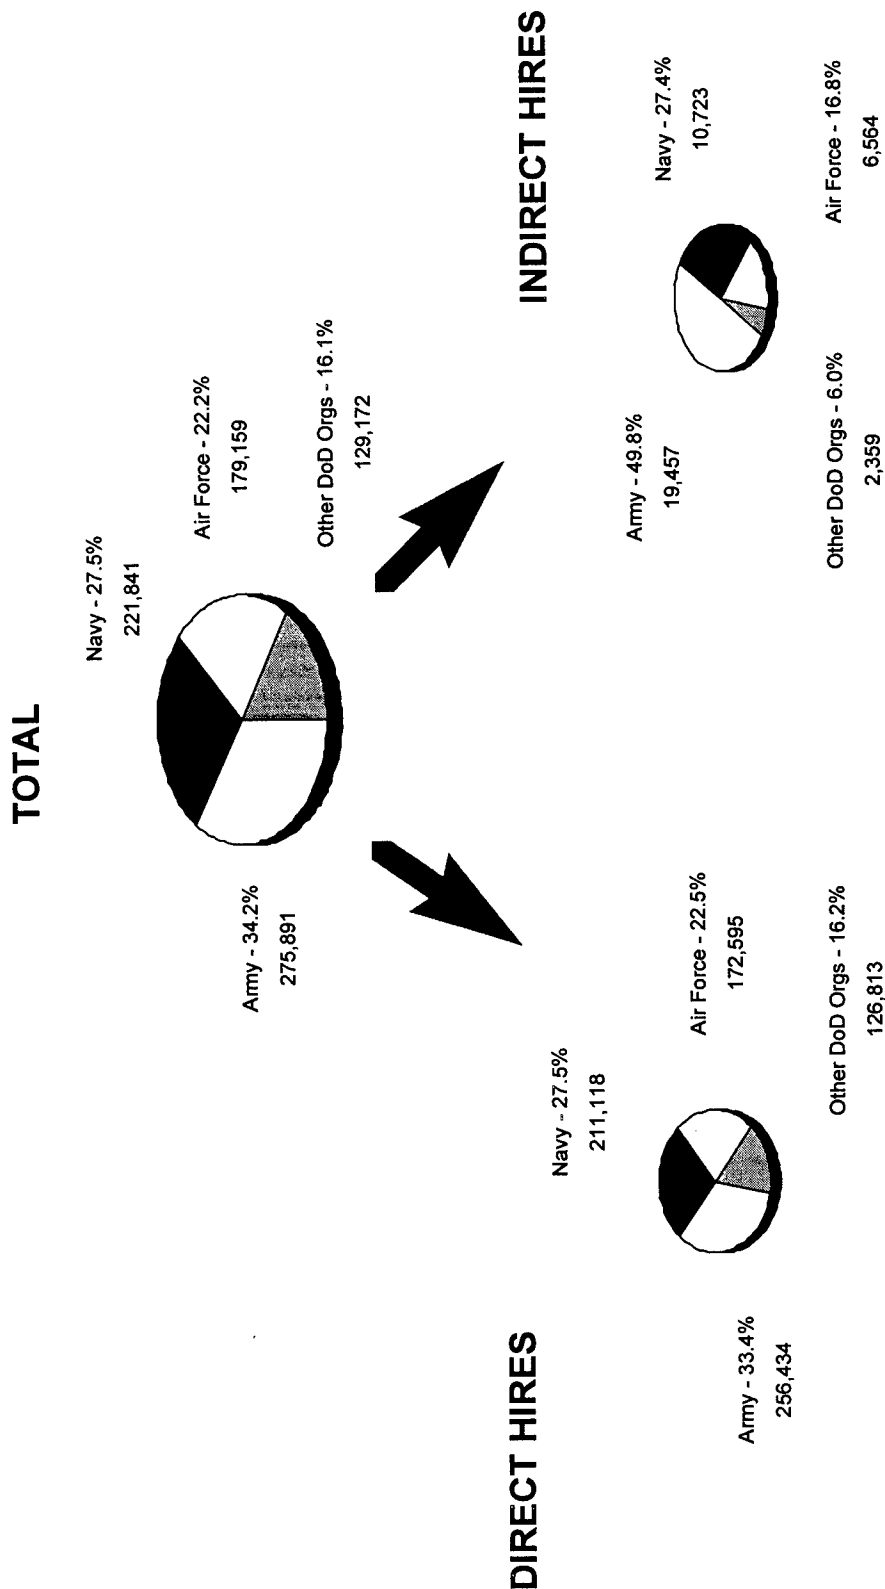 TOTAL
Navy - 27.5%
221,841
Air Force - 22.2%
179,159
Army - 34.2%
275,891
Other DoD Orgs - 16.1%
129,172
DIRECT HIRES
Navy - 27.5%
211,118
Air Force - 22.5%
172,595
Army - 33.4%
256,434
Other DoD Orgs - 16.2%
126,813
INDIRECT HIRES
Army - 49.8%
19,457
Navy - 27.4%
10,723
Other DoD Orgs - 6.0%
2,359
Air Force - 16.8%
6,564